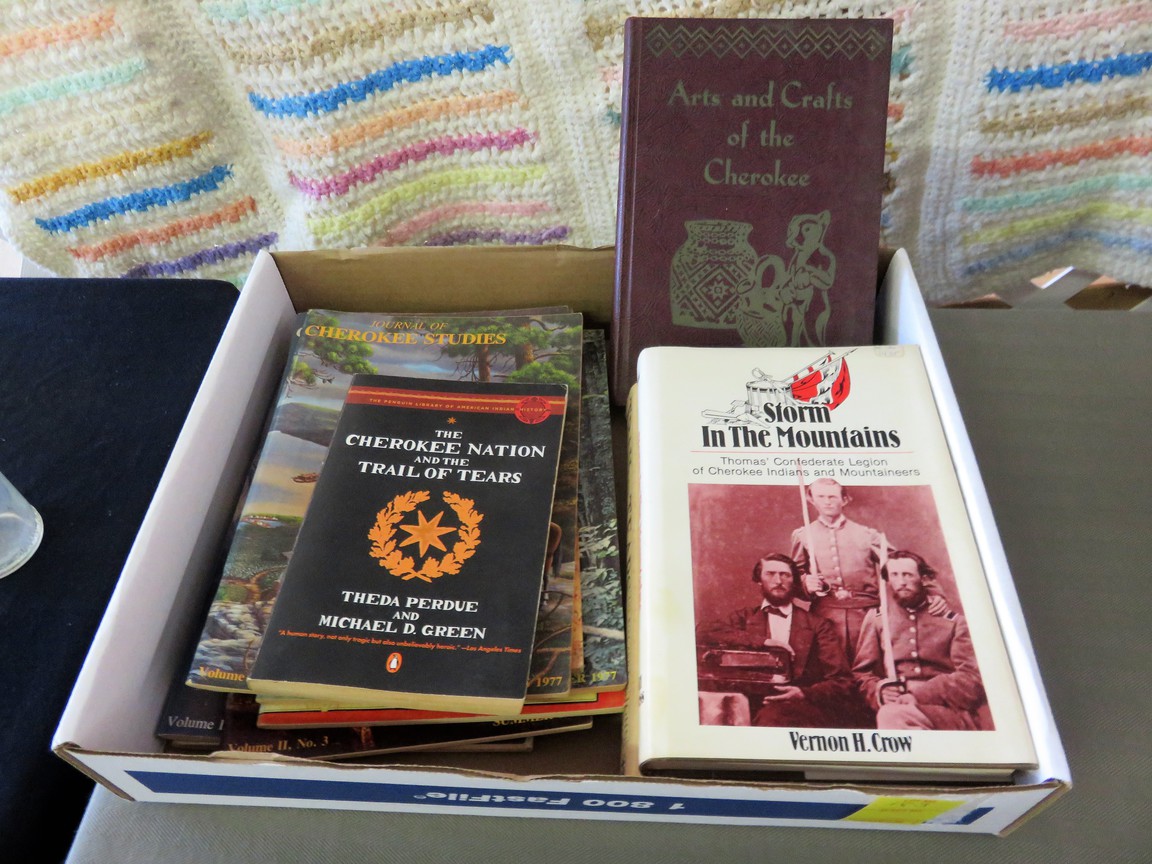 Arts and Crafts
of the
Cherokee
JOURNAL OF
CHEROKEE STUDIES
THE PENGUIN LIBRARY OF AMERICAN INDIAN HISTORY
THE
CHEROKEE NATION
AND THE
TRAIL OF TEARS
THEDA PERDUE
AND
MICHAEL D. GREEN
"A human story, not only tragic but also unbelievably heroic." —Los Angeles Times
Volume
1977
R 1977
Volume I
Volume II, No. 3
Storm
In The Mountains
Thomas' Confederate Legion
of Cherokee Indians and Mountaineers
Vernon H. Crow
1 800 FastFile®